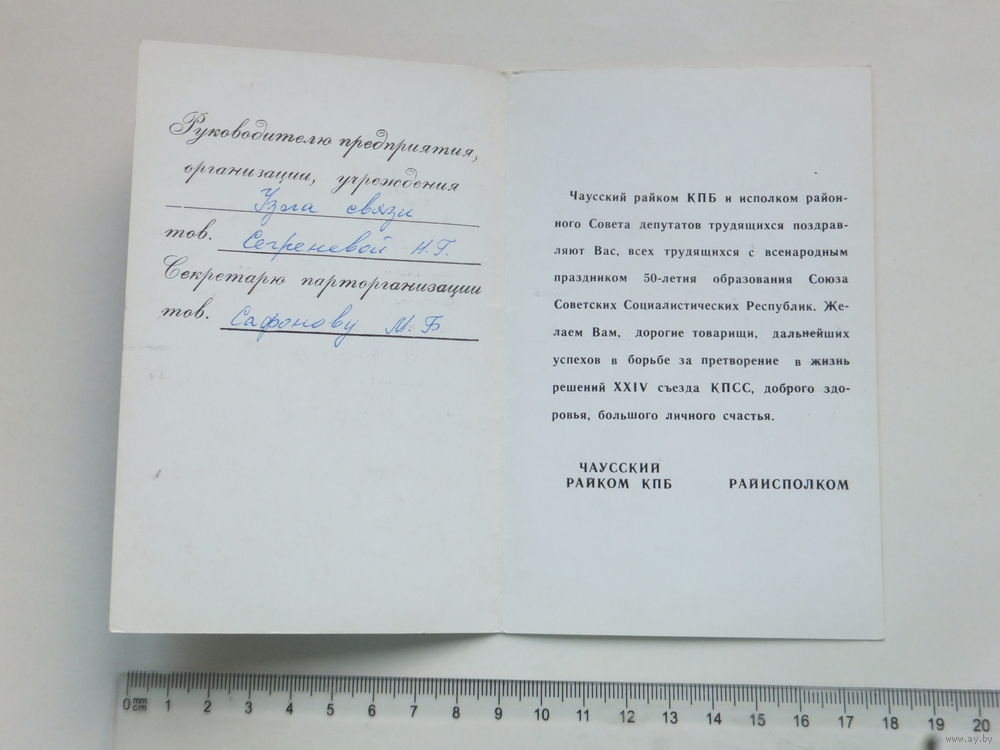 Руководителю предприятия,
организации, учреждения
Узла связи
тов. Сегреневой Н.Г.
Секретарю парторганизации
тов. Сафонову М.Б
Чаусский райком КПБ и исполком район-
ного Совета депутатов трудящихся поздрав-
ляют Вас, всех трудящихся с всенародным
праздником 50-летия образования Союза
Советских Социалистических Республик. Же-
лаем Вам, дорогие товарищи, дальнейших
успехов в борьбе за претворение в жизнь
решений XXIV съезда КПСС, доброго здо-
ровья, большого личного счастья.
ЧАУССКИЙ
РАЙКОМ КПБ РАЙИСПОЛКОМ
0 mm cm 1 2 3 4 5 6 7 8 9 10 11 12 13 14 15 16 17 18 19 20
www.ay.by